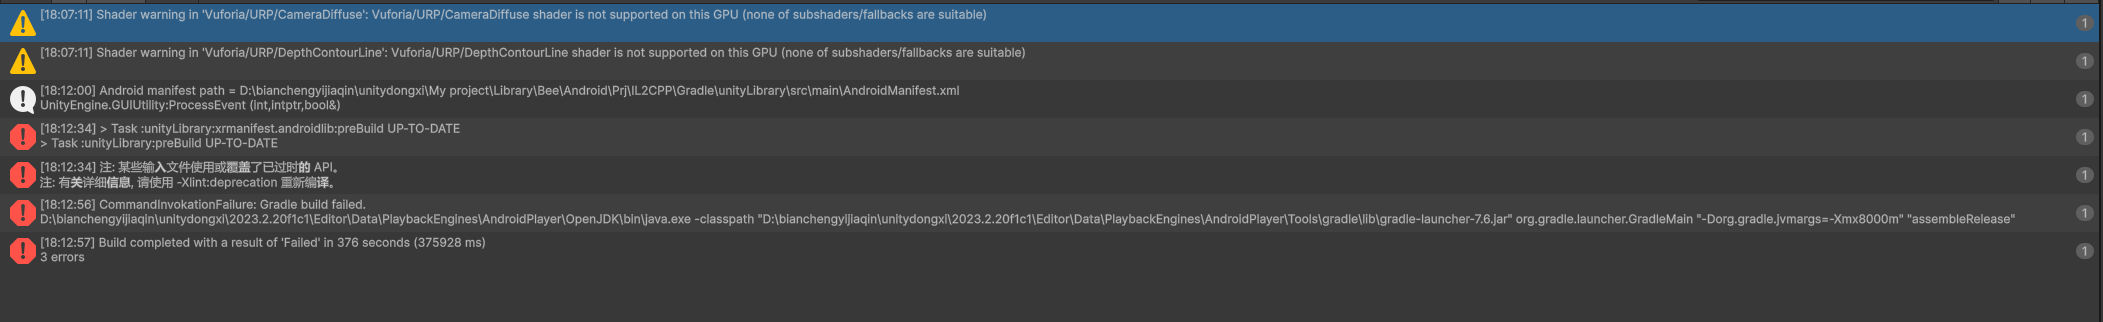 [18:07:11] Shader warning in 'Vuforia/URP/CameraDiffuse': Vuforia/URP/CameraDiffuse shader is not supported on this GPU (none of subshaders/fallbacks are suitable)
1
[18:07:11] Shader warning in 'Vuforia/URP/DepthContourLine': Vuforia/URP/DepthContourLine shader is not supported on this GPU (none of subshaders/fallbacks are suitable)
1
[18:12:00] Android manifest path = D:\bianchengyijiaqin\unitydongxi\My project\Library\Bee\Android\Prj\IL2CPP\Gradle\unityLibrary\src\main\AndroidManifest.xml
UnityEngine.GUIUtility:ProcessEvent (int,intptr,bool&)
1
[18:12:34] > Task :unityLibrary:xrmanifest.androidlib:preBuild UP-TO-DATE
> Task :unityLibrary:preBuild UP-TO-DATE
1
[18:12:34] 注: 某些输入文件使用或覆盖了已过时的 API。
注: 有关详细信息, 请使用 -Xlint:deprecation 重新编译。
1
[18:12:56] CommandInvokationFailure: Gradle build failed.
D:\bianchengyijiaqin\unitydongxi\2023.2.20f1c1\Editor\Data\PlaybackEngines\AndroidPlayer\OpenJDK\bin\java.exe -classpath "D:\bianchengyijiaqin\unitydongxi\2023.2.20f1c1\Editor\Data\PlaybackEngines\AndroidPlayer\Tools\gradle\lib\gradle-launcher-7.6.jar" org.gradle.launcher.GradleMain "-Dorg.gradle.jvmargs=-Xmx8000m" "assembleRelease"
1
[18:12:57] Build completed with a result of 'Failed' in 376 seconds (375928 ms)
3 errors
1